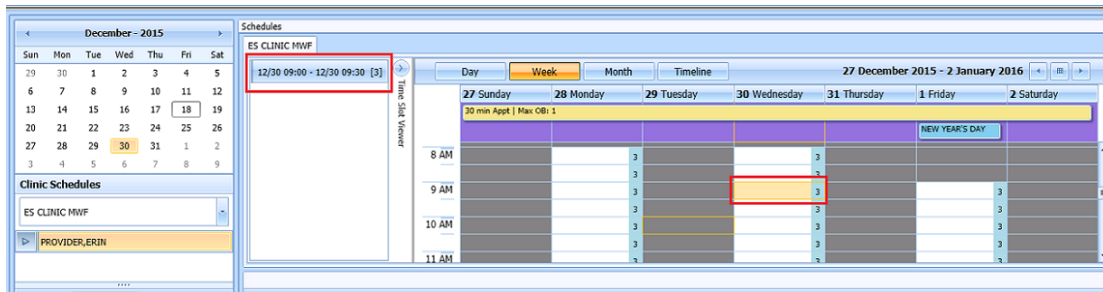 December - 2015
Sun Mon Tue Wed Thu Fri Sat
29 30 1 2 3 4 5
6 7 8 9 10 11 12
13 14 15 16 17 18 19
20 21 22 23 24 25 26
27 28 29 30 31 1 2
3 4 5 6 7 8 9
Clinic Schedules
ES CLINIC MWF
PROVIDER,ERIN
Schedules
ES CLINIC MWF
12/30 09:00 - 12/30 09:30 [3]
Time Slot Viewer
Day Week Month Timeline 27 December 2015 - 2 January 2016
27 Sunday 28 Monday 29 Tuesday 30 Wednesday 31 Thursday 1 Friday 2 Saturday
30 min Appt | Max OB: 1
NEW YEAR'S DAY
8 AM 3 3
3 3
9 AM 3 3 3
3 3 3
10 AM 3 3 3
3 3 3
11 AM 3 3 3